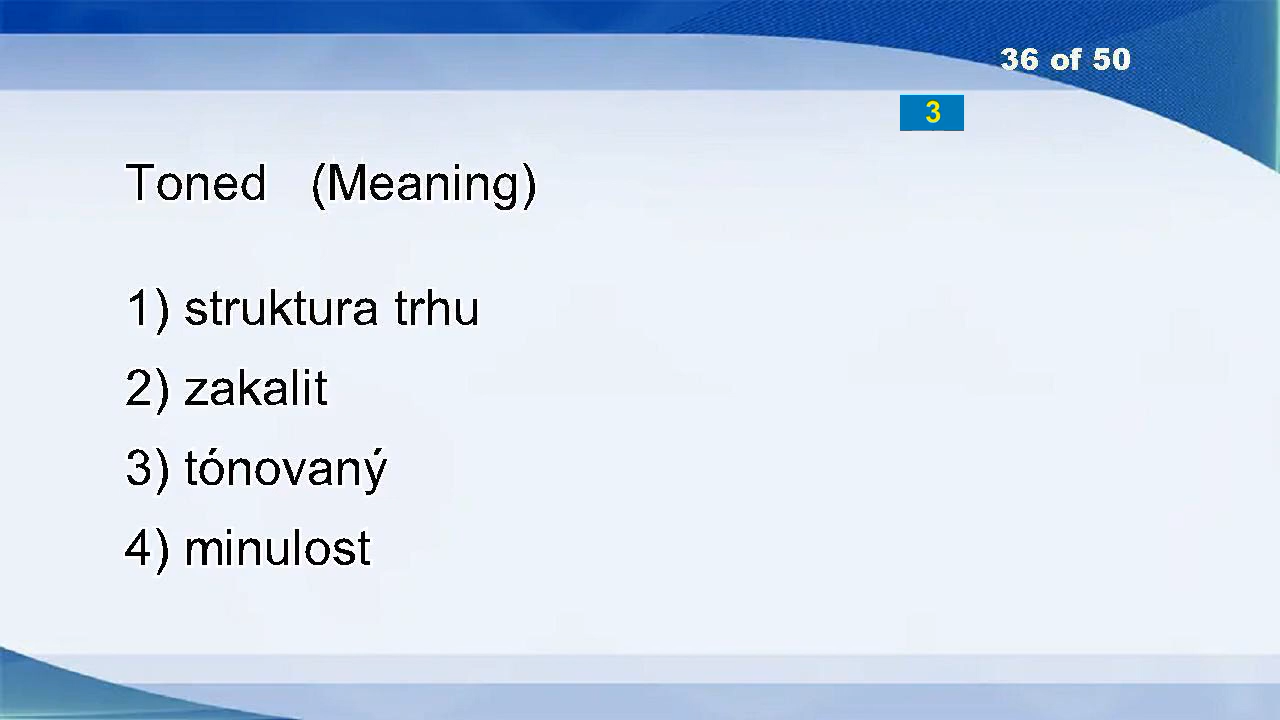 36 of 50
3
Toned (Meaning)
1) struktura trhu
2) zakalit
3) tónovaný
4) minulost